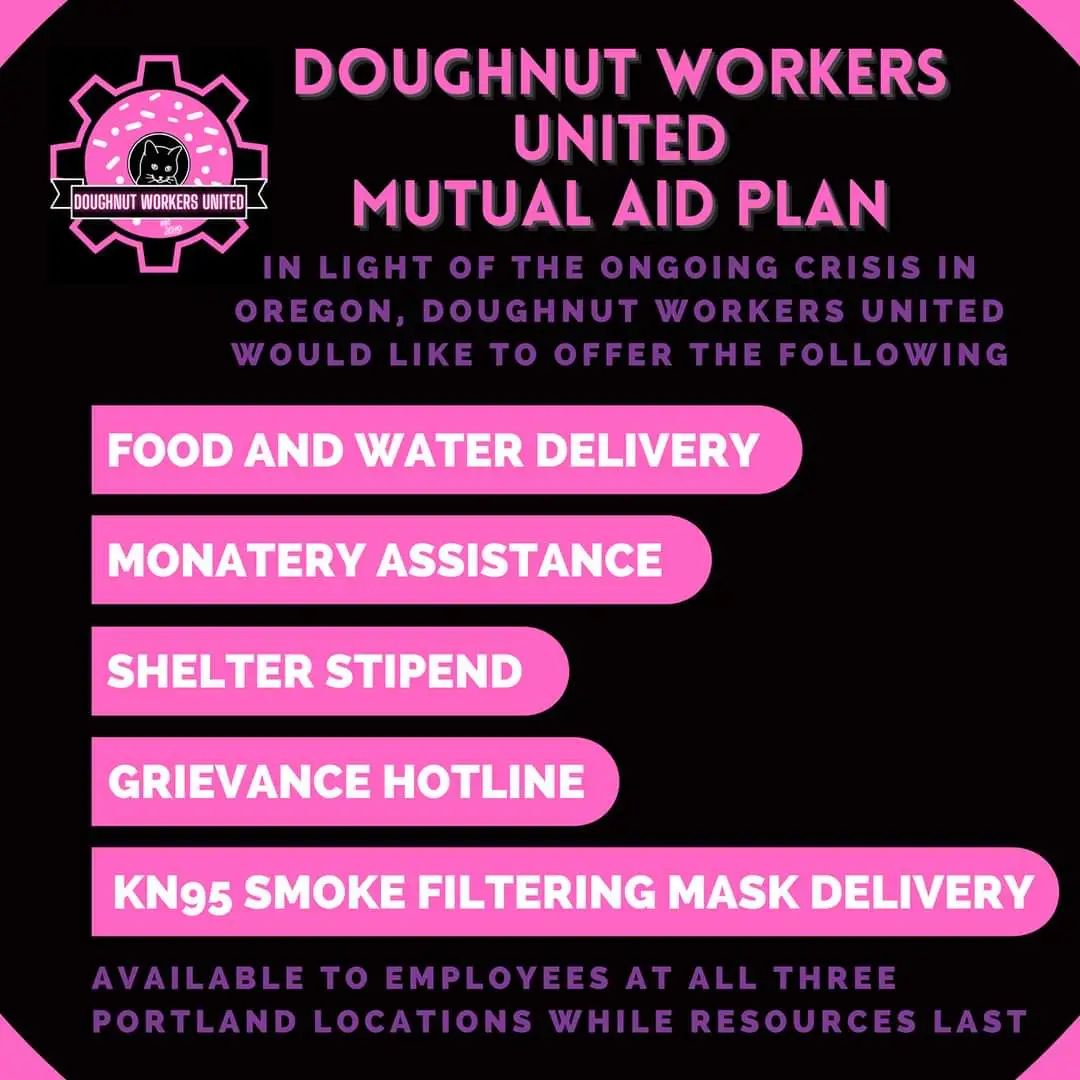 DOUGHNUT WORKERS
UNITED
MUTUAL AID PLAN
DOUGHNUT WORKERS UNITED
EST.
2019
IN LIGHT OF THE ONGOING CRISIS IN
OREGON, DOUGHNUT WORKERS UNITED
WOULD LIKE TO OFFER THE FOLLOWING
FOOD AND WATER DELIVERY
MONATERY ASSISTANCE
SHELTER STIPEND
GRIEVANCE HOTLINE
KN95 SMOKE FILTERING MASK DELIVERY
AVAILABLE TO EMPLOYEES AT ALL THREE
PORTLAND LOCATIONS WHILE RESOURCES LAST